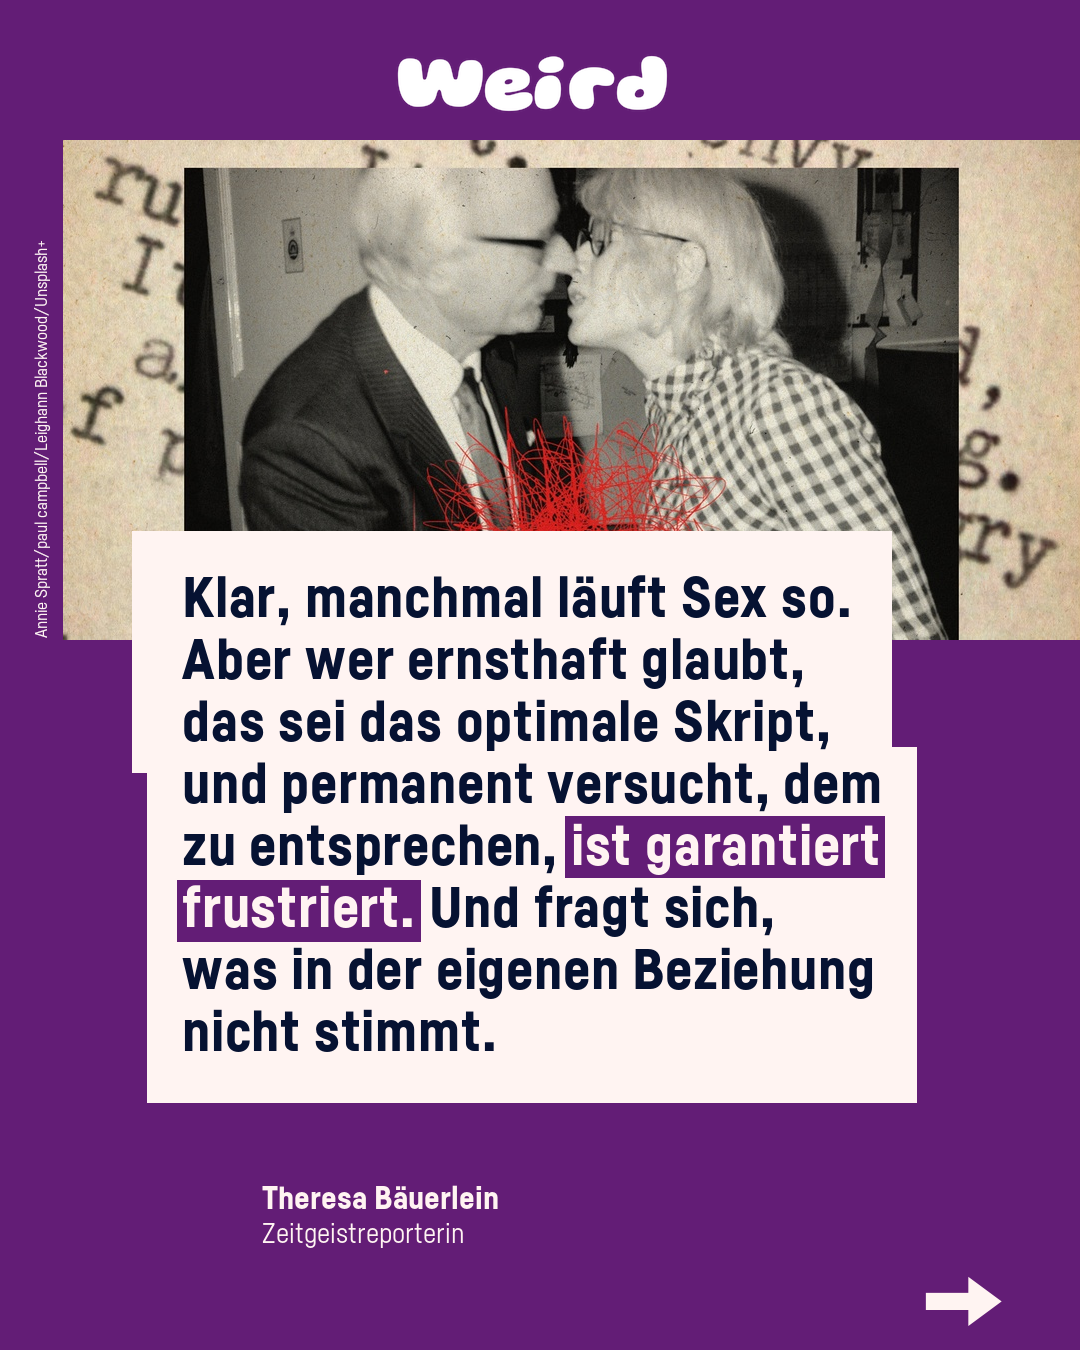 Weird
Annie Spratt/paul campbell/Leighann Blackwood/Unsplash+
Klar, manchmal läuft Sex so.
Aber wer ernsthaft glaubt,
das sei das optimale Skript,
und permanent versucht, dem
zu entsprechen, ist garantiert
frustriert. Und fragt sich,
was in der eigenen Beziehung
nicht stimmt.
Theresa Bäuerlein
Zeitgeistreporterin